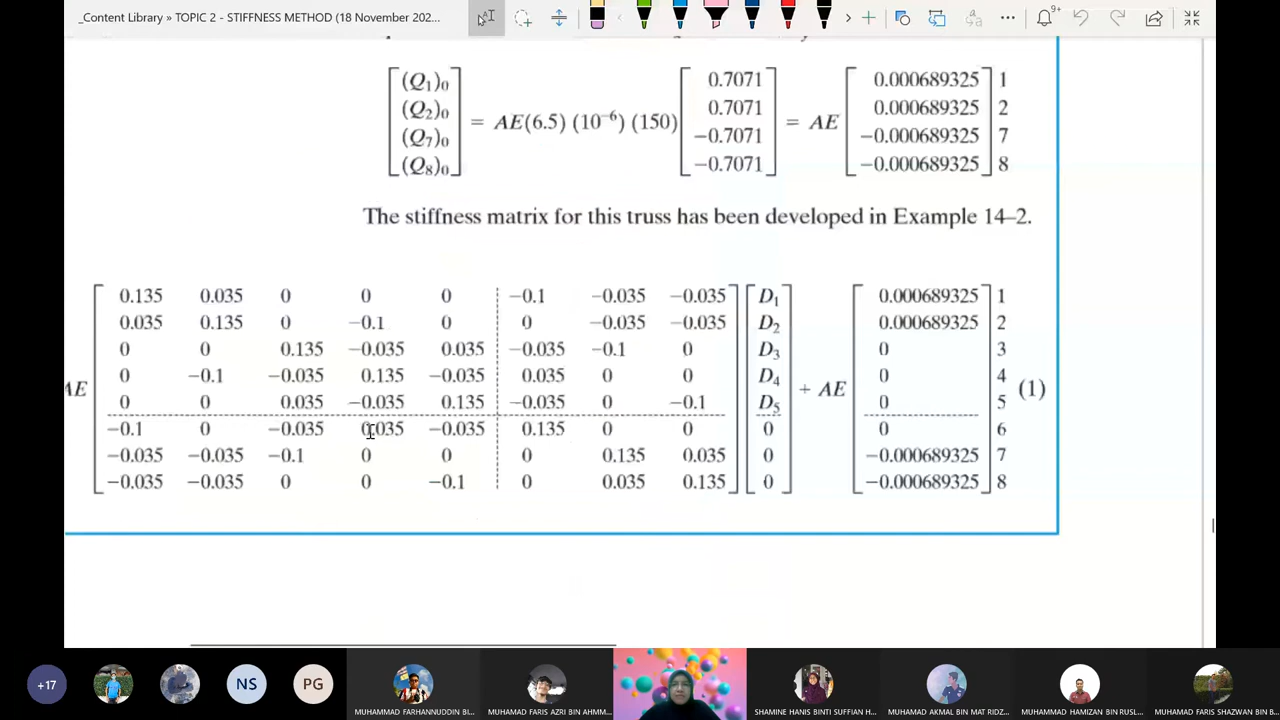 _Content Library » TOPIC 2 - STIFFNESS METHOD (18 November 202...
9+
(Q₁)₀
(Q₂)₀
(Q₇)₀
(Q₈)₀
= AE(6.5) (10⁻⁶) (150)
0.7071
0.7071
−0.7071
−0.7071
= AE
0.000689325 1
0.000689325 2
−0.000689325 7
−0.000689325 8
The stiffness matrix for this truss has been developed in Example 14–2.
0.135 0.035 0 0 0 −0.1 −0.035 −0.035 D₁ 0.000689325 1
0.035 0.135 0 −0.1 0 0 −0.035 −0.035 D₂ 0.000689325 2
0 0 0.135 −0.035 0.035 −0.035 −0.1 0 D₃ 0 3
AE 0 −0.1 −0.035 0.135 −0.035 0.035 0 0 D₄ + AE 0 4 (1)
0 0 0.035 −0.035 0.135 −0.035 0 −0.1 D₅ 0 5
−0.1 0 −0.035 0.035 −0.035 0.135 0 0 0 0 6
−0.035 −0.035 −0.1 0 0 0 0.135 0.035 0 −0.000689325 7
−0.035 −0.035 0 0 −0.1 0 0.035 0.135 0 −0.000689325 8
+17
NS
PG
MUHAMMAD FARHANNUDDIN BI...
MUHAMAD FARIS AZRI BIN AHMM...
SHAMINE HANIS BINTI SUFFIAN H...
MUHAMAD AKMAL BIN MAT RIDZ...
MUHAMAD HAMIZAN BIN RUSL...
MUHAMAD FARIS SHAZWAN BIN B...